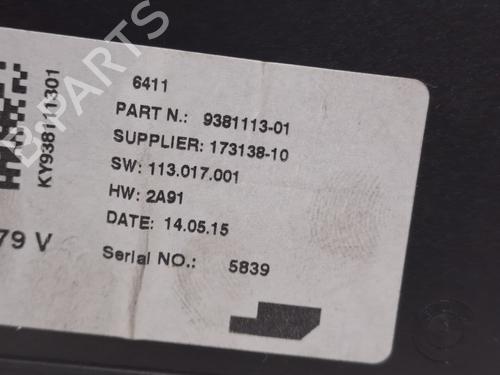 6411
PART N.: 9381113-01
SUPPLIER: 173138-10
SW: 113.017.001
HW: 2A91
DATE: 14.05.15
Serial NO.: 5839
KY938111301
79 V
B-PARTS